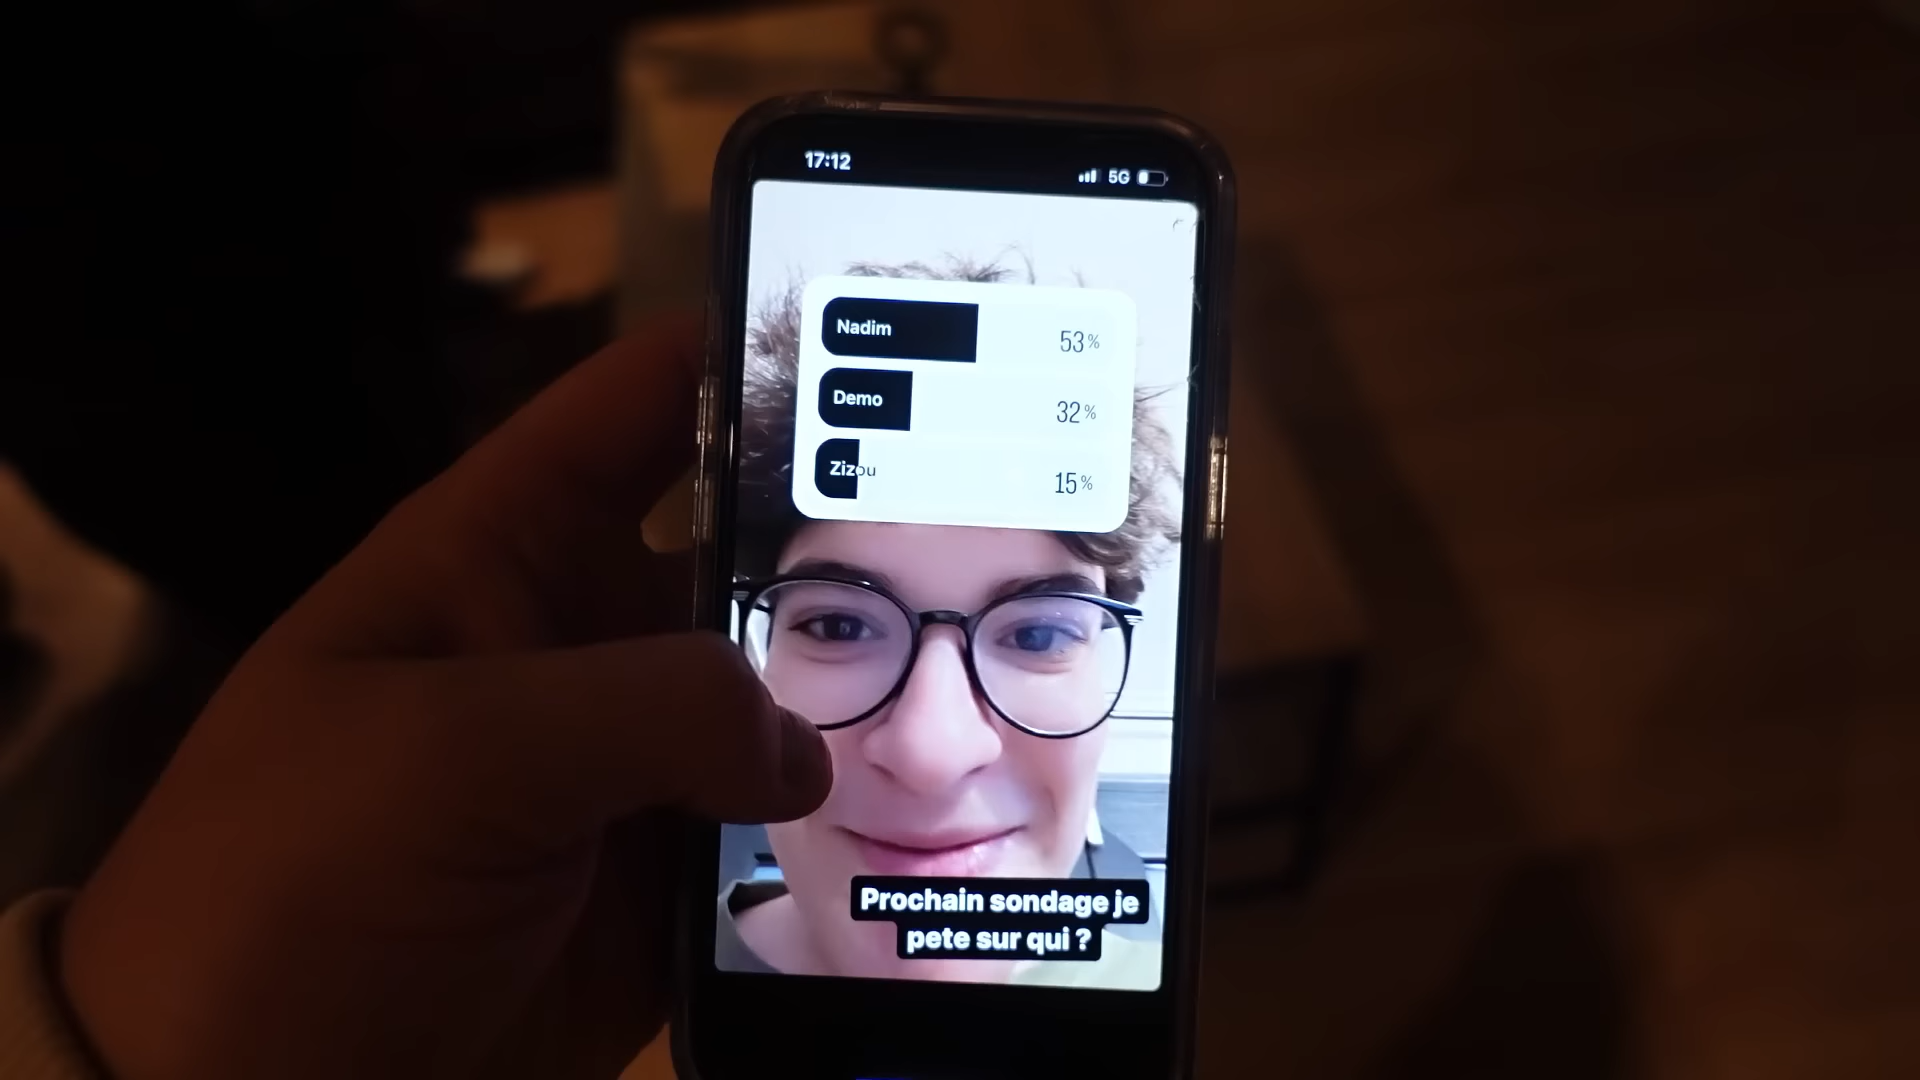 17:12
5G
Nadim 53%
Demo 32%
Zizou 15%
Prochain sondage je
pete sur qui ?